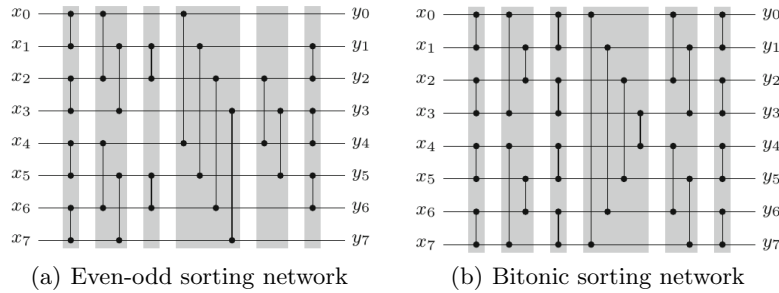 x0 y0 x0 y0
x1 y1 x1 y1
x2 y2 x2 y2
x3 y3 x3 y3
x4 y4 x4 y4
x5 y5 x5 y5
x6 y6 x6 y6
x7 y7 x7 y7
(a) Even-odd sorting network (b) Bitonic sorting network